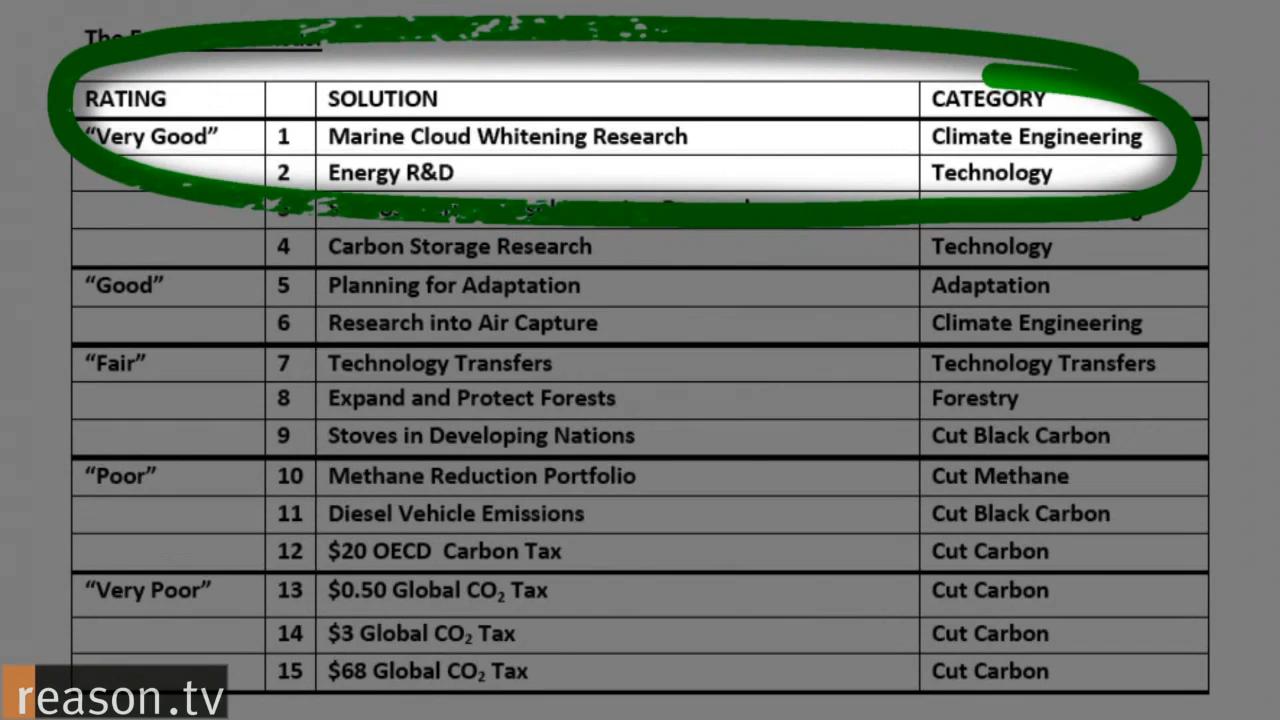 The
RATING SOLUTION CATEGORY
“Very Good” 1 Marine Cloud Whitening Research Climate Engineering
2 Energy R&D Technology
4 Carbon Storage Research Technology
“Good” 5 Planning for Adaptation Adaptation
6 Research into Air Capture Climate Engineering
“Fair” 7 Technology Transfers Technology Transfers
8 Expand and Protect Forests Forestry
9 Stoves in Developing Nations Cut Black Carbon
“Poor” 10 Methane Reduction Portfolio Cut Methane
11 Diesel Vehicle Emissions Cut Black Carbon
12 $20 OECD Carbon Tax Cut Carbon
“Very Poor” 13 $0.50 Global CO₂ Tax Cut Carbon
14 $3 Global CO₂ Tax Cut Carbon
15 $68 Global CO₂ Tax Cut Carbon
reason.tv